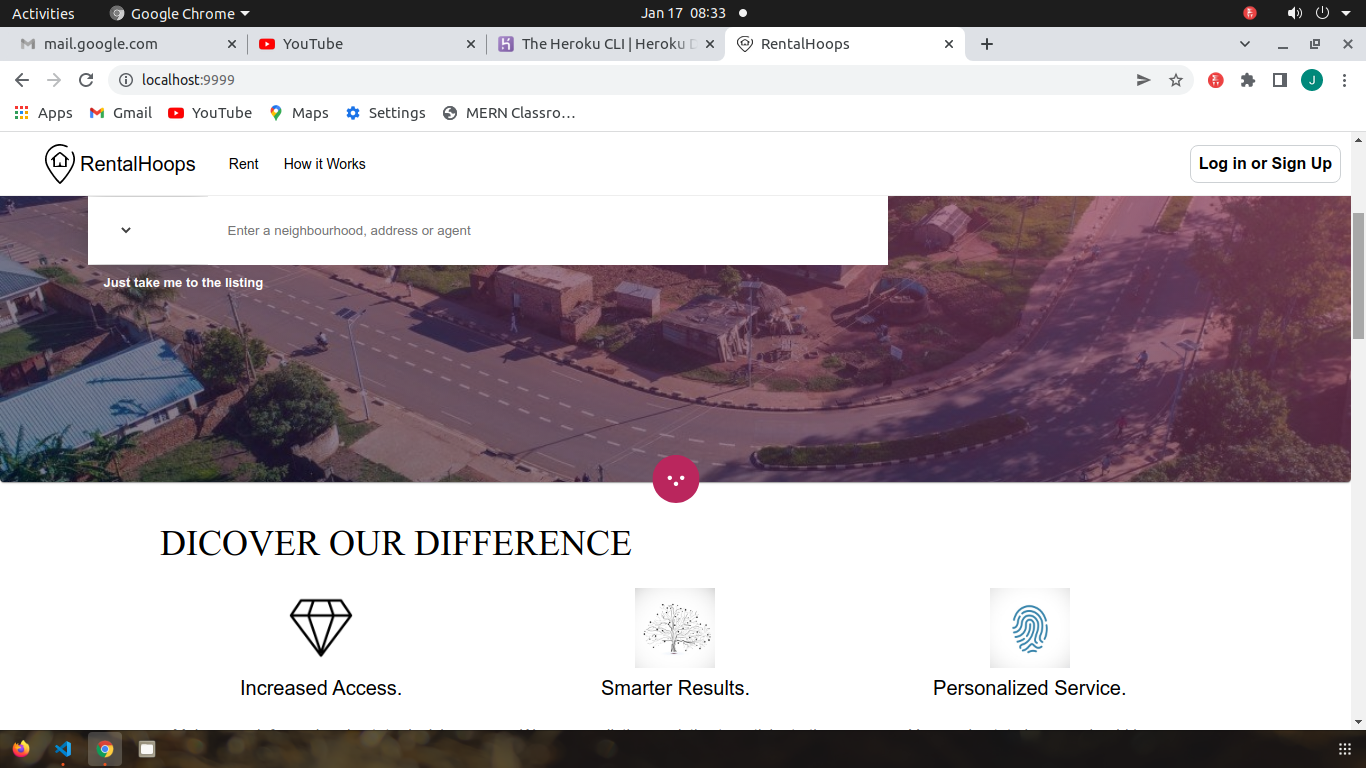 Activities
Google Chrome
Jan 17 08:33
mail.google.com
YouTube
The Heroku CLI | Heroku D
RentalHoops
localhost:9999
J
Apps
Gmail
YouTube
Maps
Settings
MERN Classro…
RentalHoops
Rent
How it Works
Log in or Sign Up
Enter a neighbourhood, address or agent
Just take me to the listing
DICOVER OUR DIFFERENCE
Increased Access.
Smarter Results.
Personalized Service.